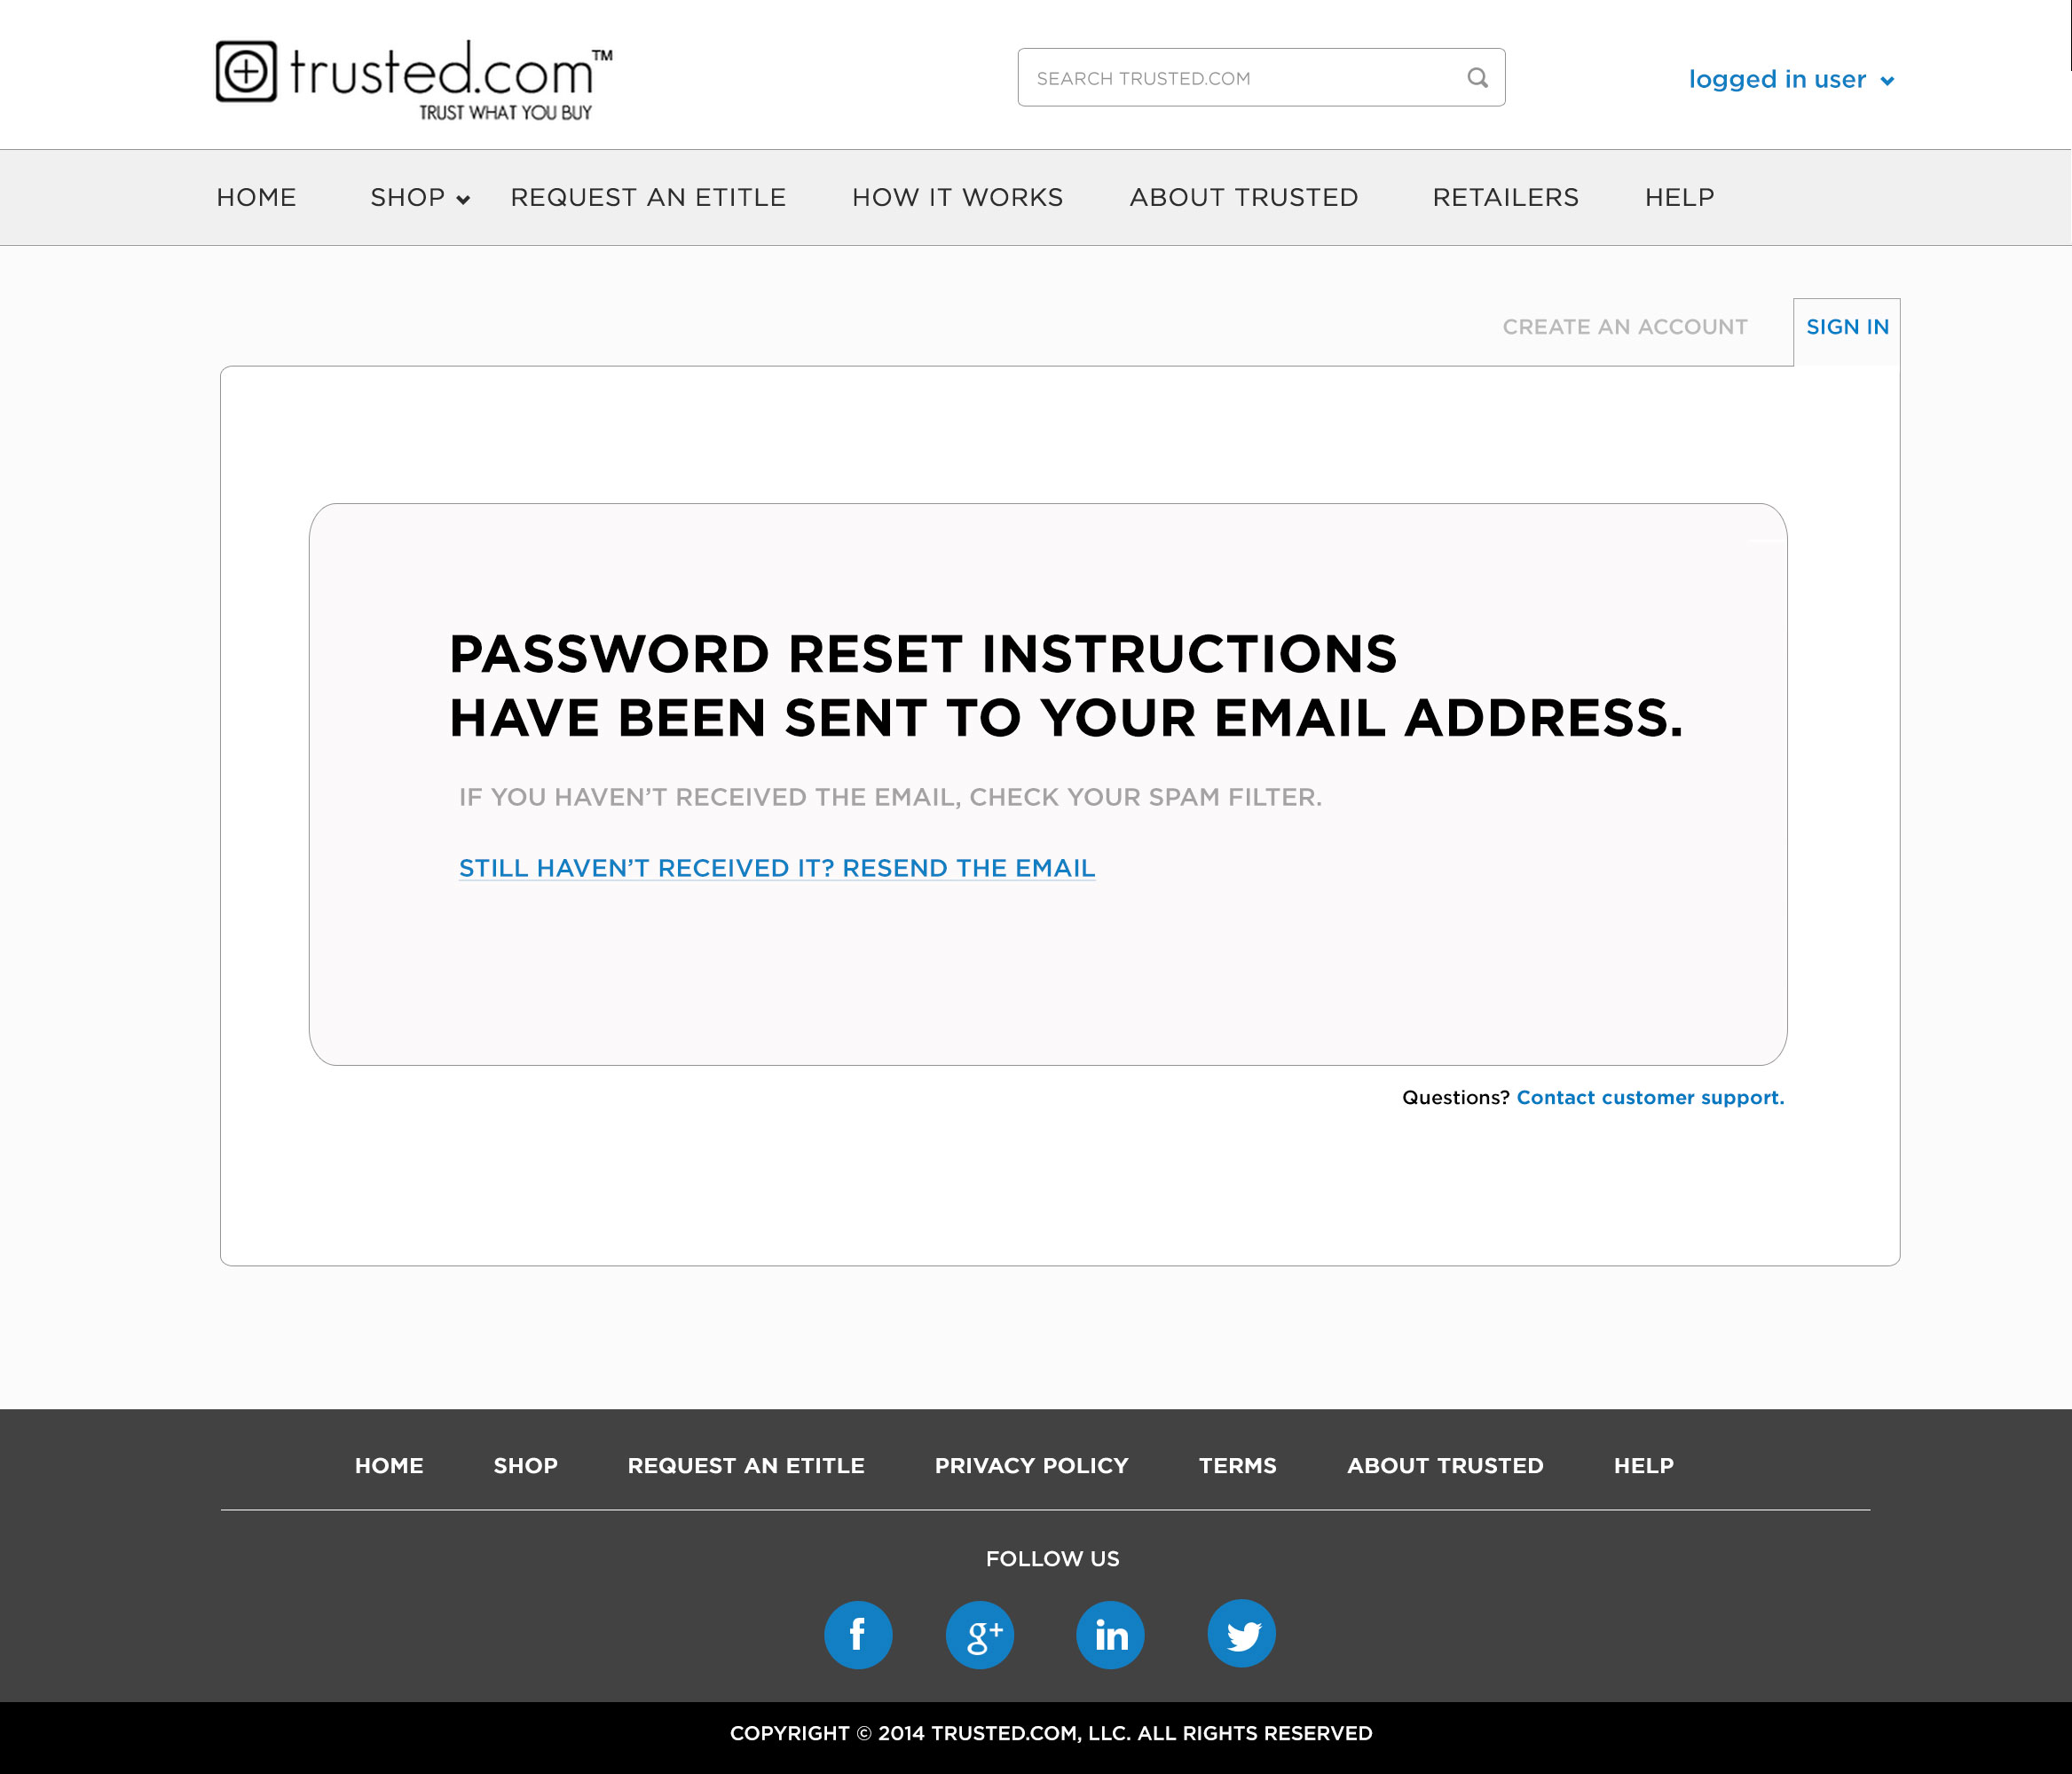 trusted.com™
TRUST WHAT YOU BUY
SEARCH TRUSTED.COM
logged in user
HOME SHOP REQUEST AN ETITLE HOW IT WORKS ABOUT TRUSTED RETAILERS HELP
CREATE AN ACCOUNT SIGN IN
PASSWORD RESET INSTRUCTIONS
HAVE BEEN SENT TO YOUR EMAIL ADDRESS.
IF YOU HAVEN’T RECEIVED THE EMAIL, CHECK YOUR SPAM FILTER.
STILL HAVEN’T RECEIVED IT? RESEND THE EMAIL
Questions? Contact customer support.
HOME SHOP REQUEST AN ETITLE PRIVACY POLICY TERMS ABOUT TRUSTED HELP
FOLLOW US
f g+ in
COPYRIGHT © 2014 TRUSTED.COM, LLC. ALL RIGHTS RESERVED